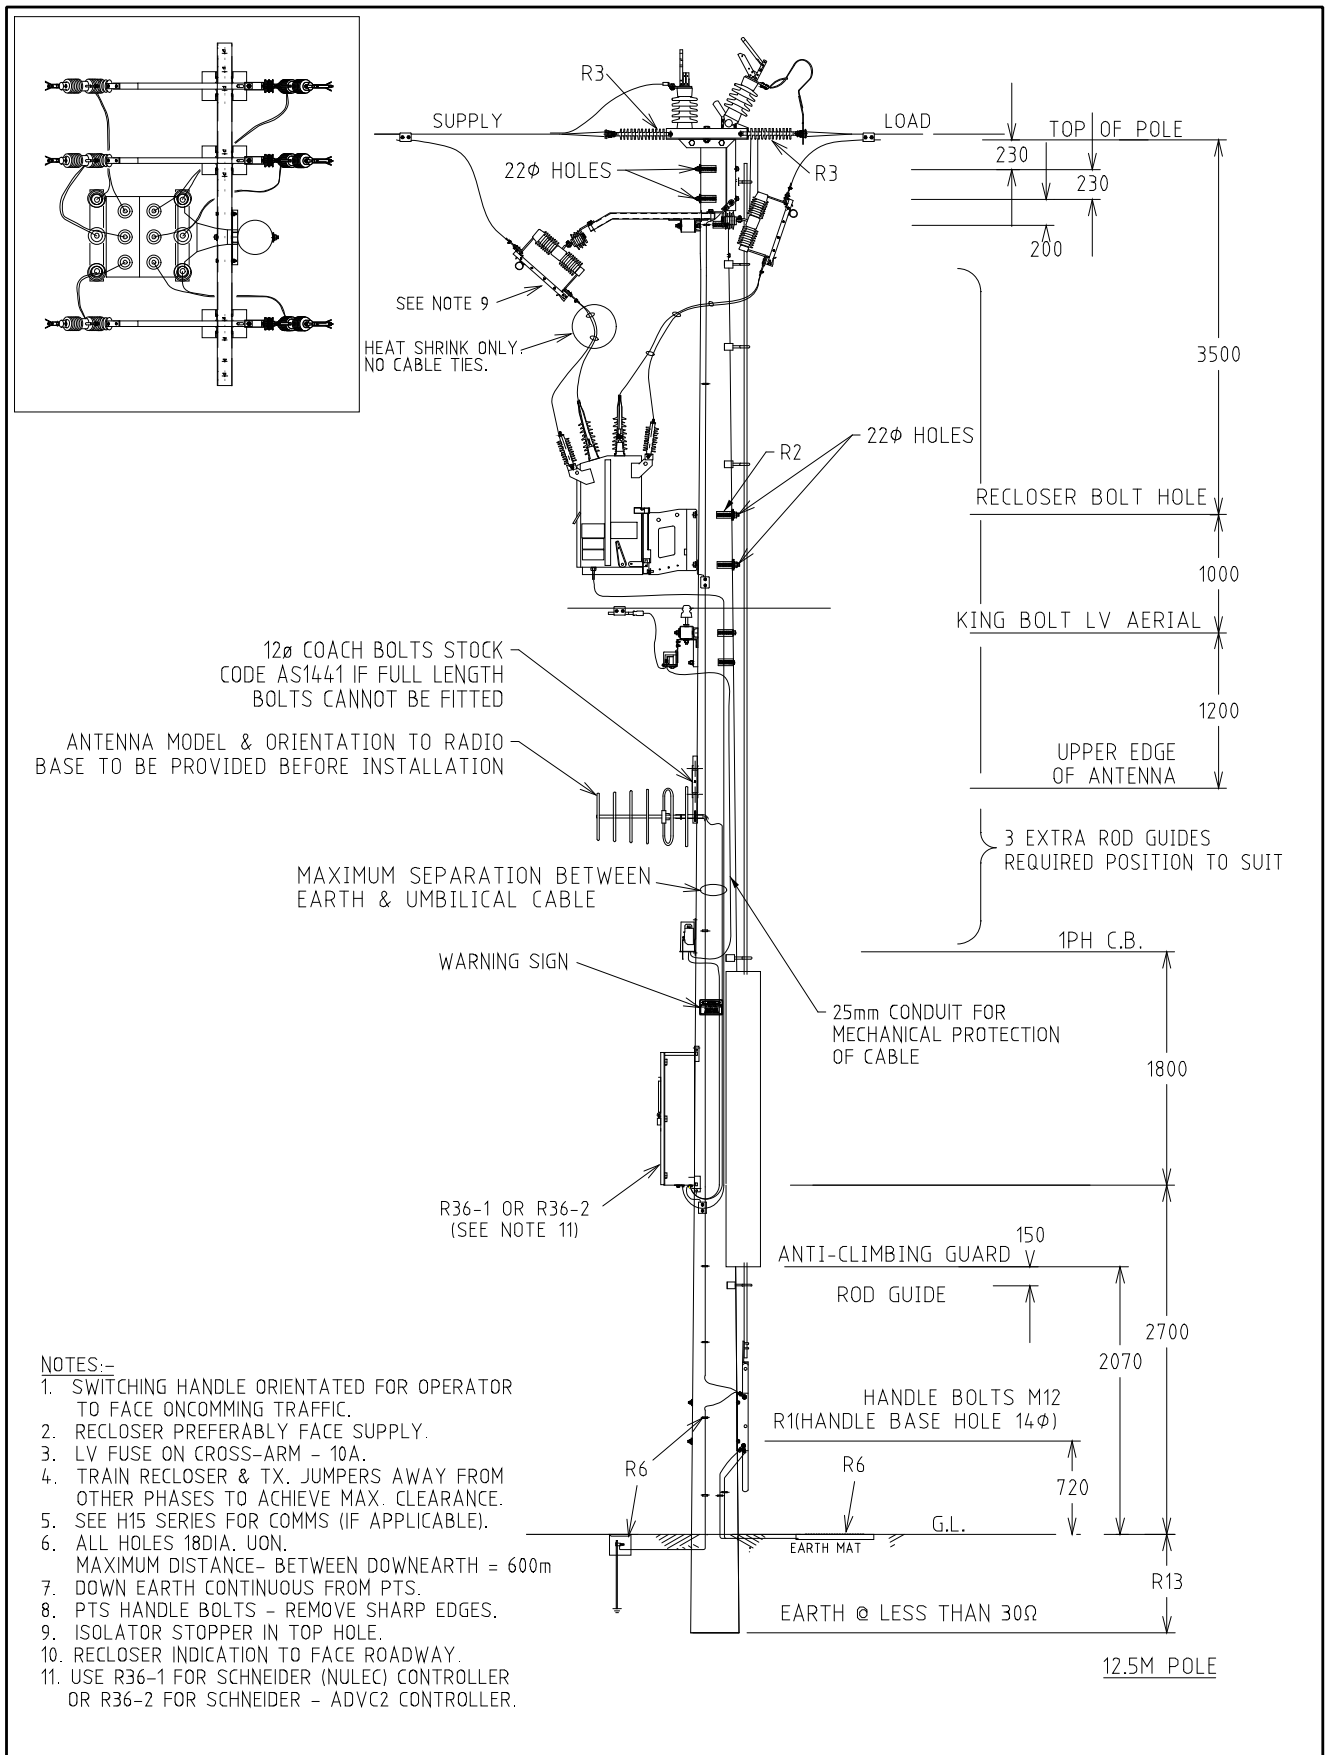 R3
SUPPLY
LOAD
TOP OF POLE
230
22ϕ HOLES
R3
230
200
SEE NOTE 9
HEAT SHRINK ONLY.
NO CABLE TIES.
3500
22ϕ HOLES
R2
RECLOSER BOLT HOLE
1000
KING BOLT LV AERIAL
12ø COACH BOLTS STOCK
CODE AS1441 IF FULL LENGTH
BOLTS CANNOT BE FITTED
1200
ANTENNA MODEL & ORIENTATION TO RADIO
BASE TO BE PROVIDED BEFORE INSTALLATION
UPPER EDGE
OF ANTENNA
3 EXTRA ROD GUIDES
REQUIRED POSITION TO SUIT
MAXIMUM SEPARATION BETWEEN
EARTH & UMBILICAL CABLE
1PH C.B.
WARNING SIGN
25mm CONDUIT FOR
MECHANICAL PROTECTION
OF CABLE
1800
R36-1 OR R36-2
(SEE NOTE 11)
150
ANTI-CLIMBING GUARD
ROD GUIDE
2700
2070
HANDLE BOLTS M12
R1(HANDLE BASE HOLE 14ϕ)
R6
R6
720
G.L.
EARTH MAT
R13
EARTH @ LESS THAN 30Ω
12.5M POLE
NOTES:-
1. SWITCHING HANDLE ORIENTATED FOR OPERATOR
TO FACE ONCOMMING TRAFFIC.
2. RECLOSER PREFERABLY FACE SUPPLY.
3. LV FUSE ON CROSS-ARM - 10A.
4. TRAIN RECLOSER & TX. JUMPERS AWAY FROM
OTHER PHASES TO ACHIEVE MAX. CLEARANCE.
5. SEE H15 SERIES FOR COMMS (IF APPLICABLE).
6. ALL HOLES 18DIA. UON.
MAXIMUM DISTANCE- BETWEEN DOWNEARTH = 600m
7. DOWN EARTH CONTINUOUS FROM PTS.
8. PTS HANDLE BOLTS - REMOVE SHARP EDGES.
9. ISOLATOR STOPPER IN TOP HOLE.
10. RECLOSER INDICATION TO FACE ROADWAY.
11. USE R36-1 FOR SCHNEIDER (NULEC) CONTROLLER
OR R36-2 FOR SCHNEIDER - ADVC2 CONTROLLER.